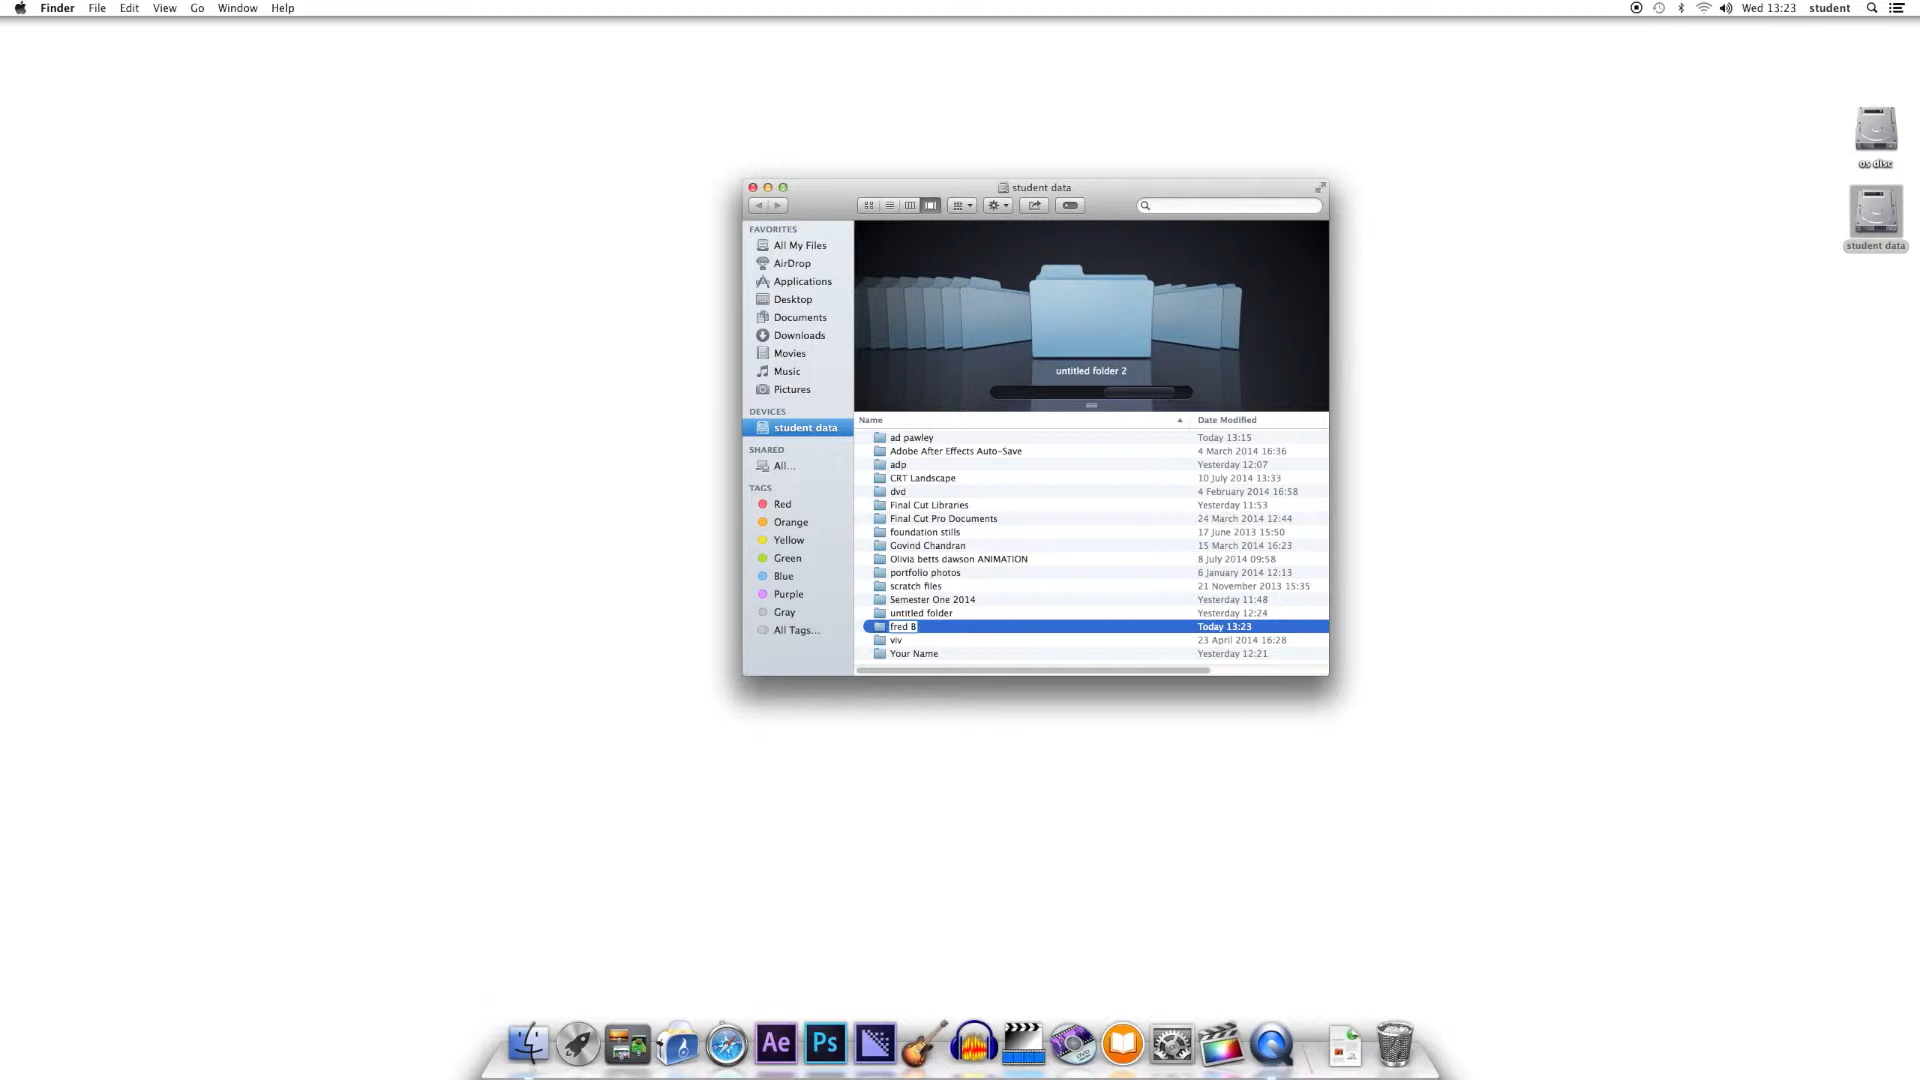 Finder File Edit View Go Window Help
Wed 13:23 student
os disc
student data
student data
FAVORITES
All My Files
AirDrop
Applications
Desktop
Documents
Downloads
Movies
Music
Pictures
DEVICES
student data
SHARED
All...
TAGS
Red
Orange
Yellow
Green
Blue
Purple
Gray
All Tags...
untitled folder 2
Name Date Modified
ad pawley Today 13:15
Adobe After Effects Auto-Save 4 March 2014 16:36
adp Yesterday 12:07
CRT Landscape 10 July 2014 13:33
dvd 4 February 2014 16:58
Final Cut Libraries Yesterday 11:53
Final Cut Pro Documents 24 March 2014 12:44
foundation stills 17 June 2013 15:50
Govind Chandran 15 March 2014 16:23
Olivia betts dawson ANIMATION 8 July 2014 09:58
portfolio photos 6 January 2014 12:13
scratch files 21 November 2013 15:35
Semester One 2014 Yesterday 11:48
untitled folder Yesterday 12:24
fred B Today 13:23
viv 23 April 2014 16:28
Your Name Yesterday 12:21
Ae Ps
DVD